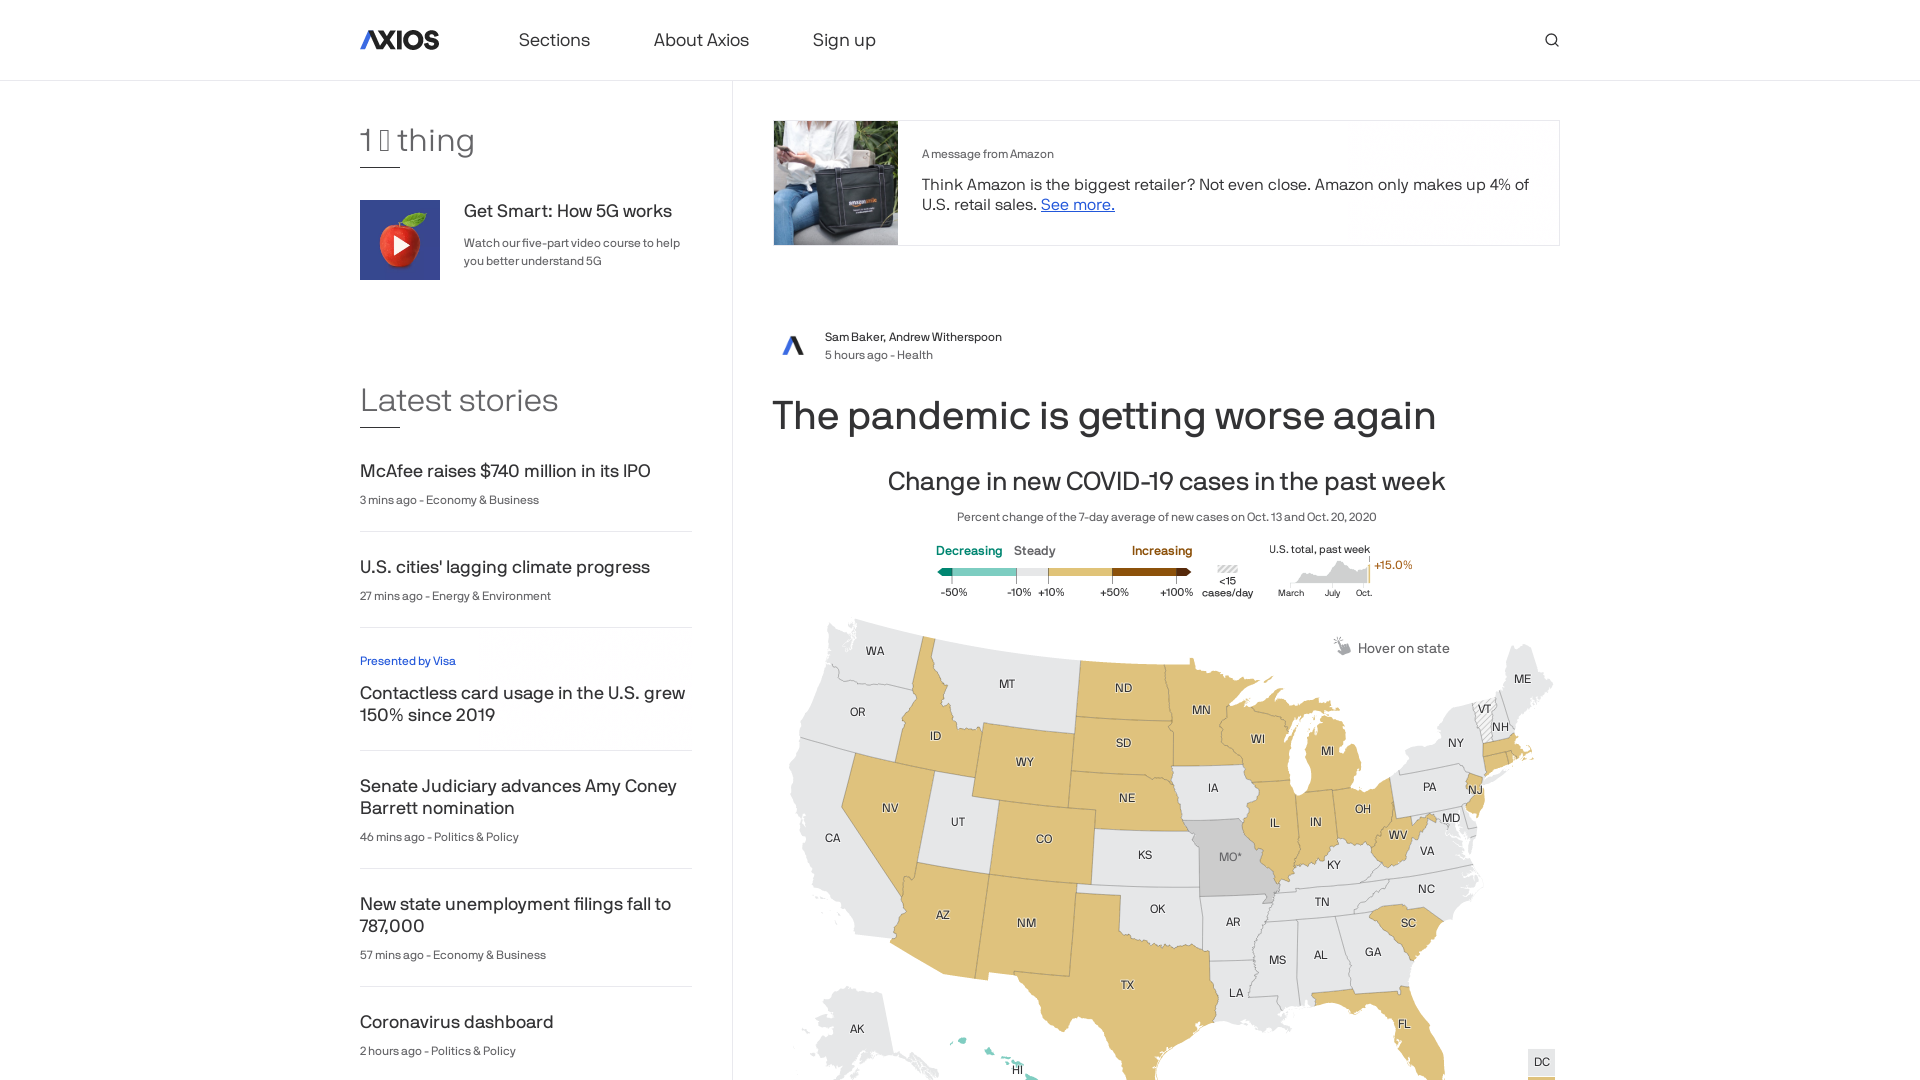 AXIOS
Sections
About Axios
Sign up
1 thing
Get Smart: How 5G works
Watch our five-part video course to help
you better understand 5G
Latest stories
McAfee raises $740 million in its IPO
3 mins ago - Economy & Business
U.S. cities' lagging climate progress
27 mins ago - Energy & Environment
Presented by Visa
Contactless card usage in the U.S. grew
150% since 2019
Senate Judiciary advances Amy Coney
Barrett nomination
46 mins ago - Politics & Policy
New state unemployment filings fall to
787,000
57 mins ago - Economy & Business
Coronavirus dashboard
2 hours ago - Politics & Policy
A message from Amazon
Think Amazon is the biggest retailer? Not even close. Amazon only makes up 4% of
U.S. retail sales. See more.
Sam Baker, Andrew Witherspoon
5 hours ago - Health
The pandemic is getting worse again
Change in new COVID-19 cases in the past week
Percent change of the 7-day average of new cases on Oct. 13 and Oct. 20, 2020
Decreasing Steady Increasing
-50% -10% +10% +50% +100%
<15
cases/day
U.S. total, past week
+15.0%
March July Oct.
Hover on state
WA
MT
ND
MN
ME
OR
ID
SD
WI
MI
VT
NH
NY
WY
NE
IA
PA
NJ
NV
UT
CO
KS
MO*
IL
IN
OH
WV
MD
VA
CA
KY
NC
TN
AZ
NM
OK
AR
SC
MS
AL
GA
TX
LA
FL
AK
HI
DC